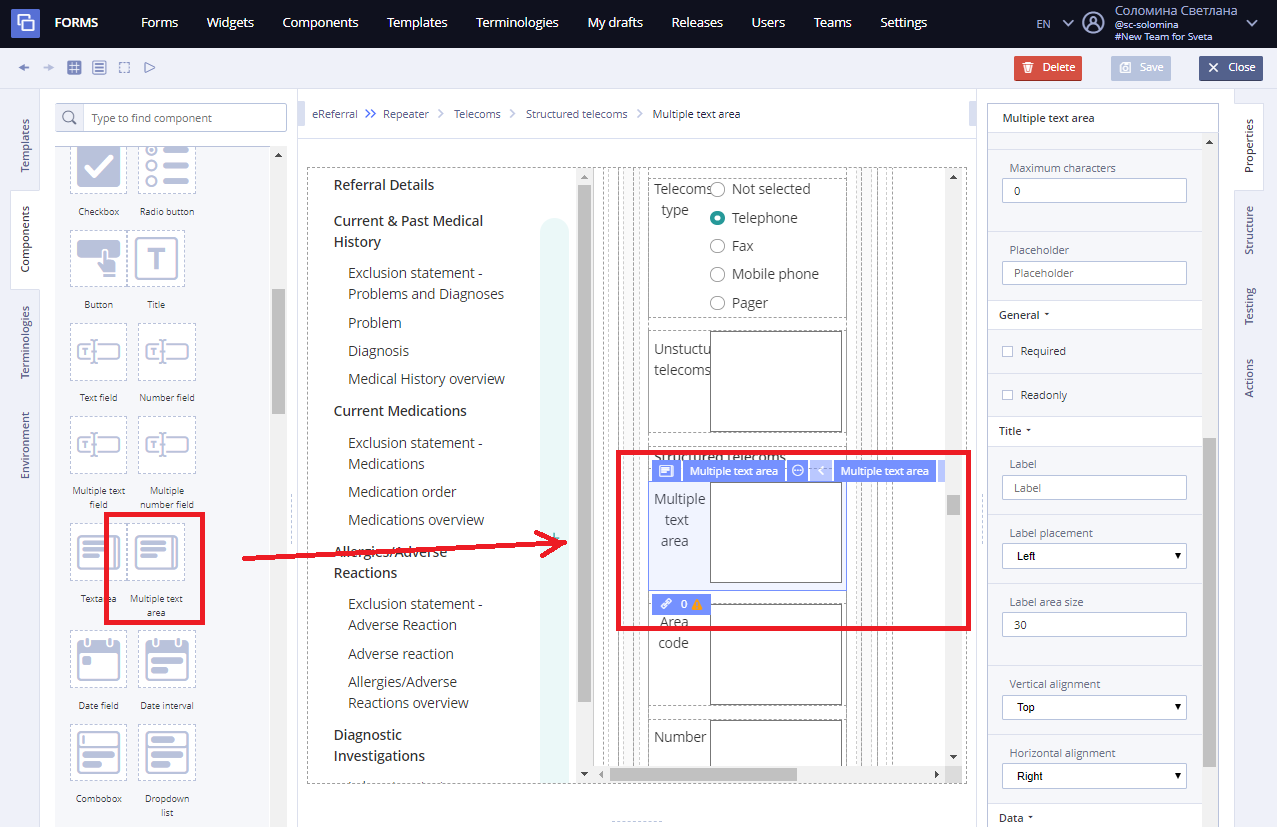 FORMS Forms Widgets Components Templates Terminologies My drafts Releases Users Teams Settings EN
Соломина Светлана
@sc-solomina
#New Team for Sveta
Delete Save Close
Templates
Components
Terminologies
Environment
Type to find component
Checkbox Radio button
Button Title
Text field Number field
Multiple text
field
Multiple
number field
Textarea
Multiple text
area
Date field Date interval
Combobox
Dropdown
list
eReferral Repeater Telecoms Structured telecoms Multiple text area
Referral Details
Current & Past Medical
History
Exclusion statement -
Problems and Diagnoses
Problem
Diagnosis
Medical History overview
Current Medications
Exclusion statement -
Medications
Medication order
Medications overview
Allergies/Adverse
Reactions
Exclusion statement -
Adverse Reaction
Adverse reaction
Allergies/Adverse
Reactions overview
Diagnostic
Investigations
Telecoms
type
Not selected
Telephone
Fax
Mobile phone
Pager
Unstuctu
telecoms
Structured telecoms
Multiple text area Multiple text area
Multiple
text
area
0
Area
code
Number
Multiple text area
Maximum characters
0
Placeholder
Placeholder
General
Required
Readonly
Title
Label
Label
Label placement
Left
Label area size
30
Vertical alignment
Top
Horizontal alignment
Right
Data
Properties
Structure
Testing
Actions